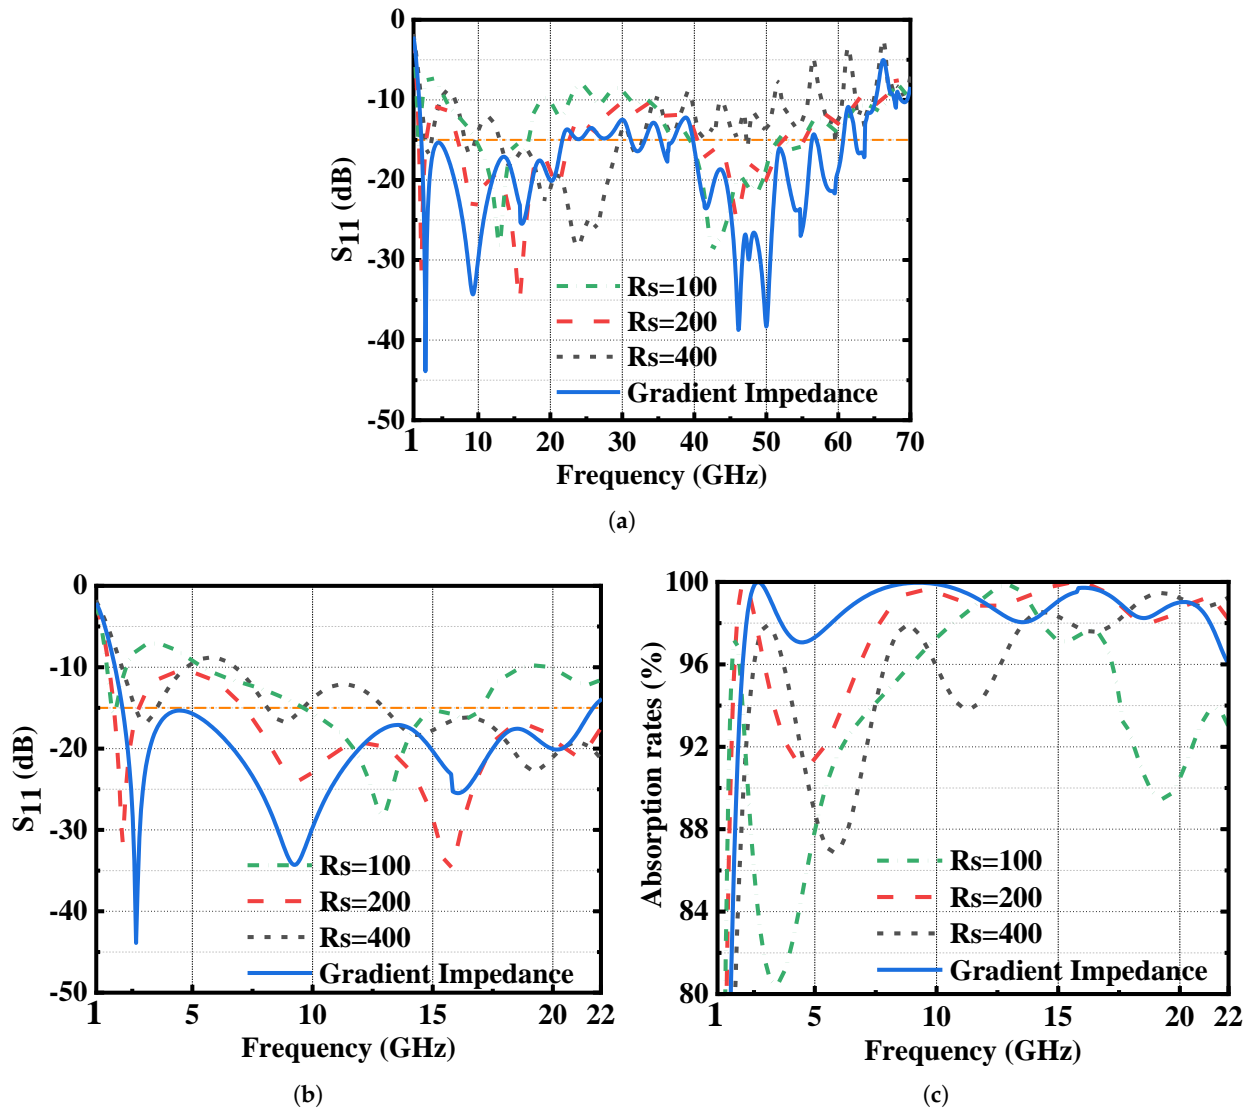 0
-10
-20
-30
-40
-50
S11 (dB)
Rs=100
Rs=200
Rs=400
Gradient Impedance
1 10 20 30 40 50 60 70
Frequency (GHz)
(a)
0
-10
-20
-30
-40
-50
S11 (dB)
Rs=100
Rs=200
Rs=400
Gradient Impedance
1 5 10 15 20 22
Frequency (GHz)
(b)
100
96
92
88
84
80
Absorption rates (%)
Rs=100
Rs=200
Rs=400
Gradient Impedance
1 5 10 15 20 22
Frequency (GHz)
(c)